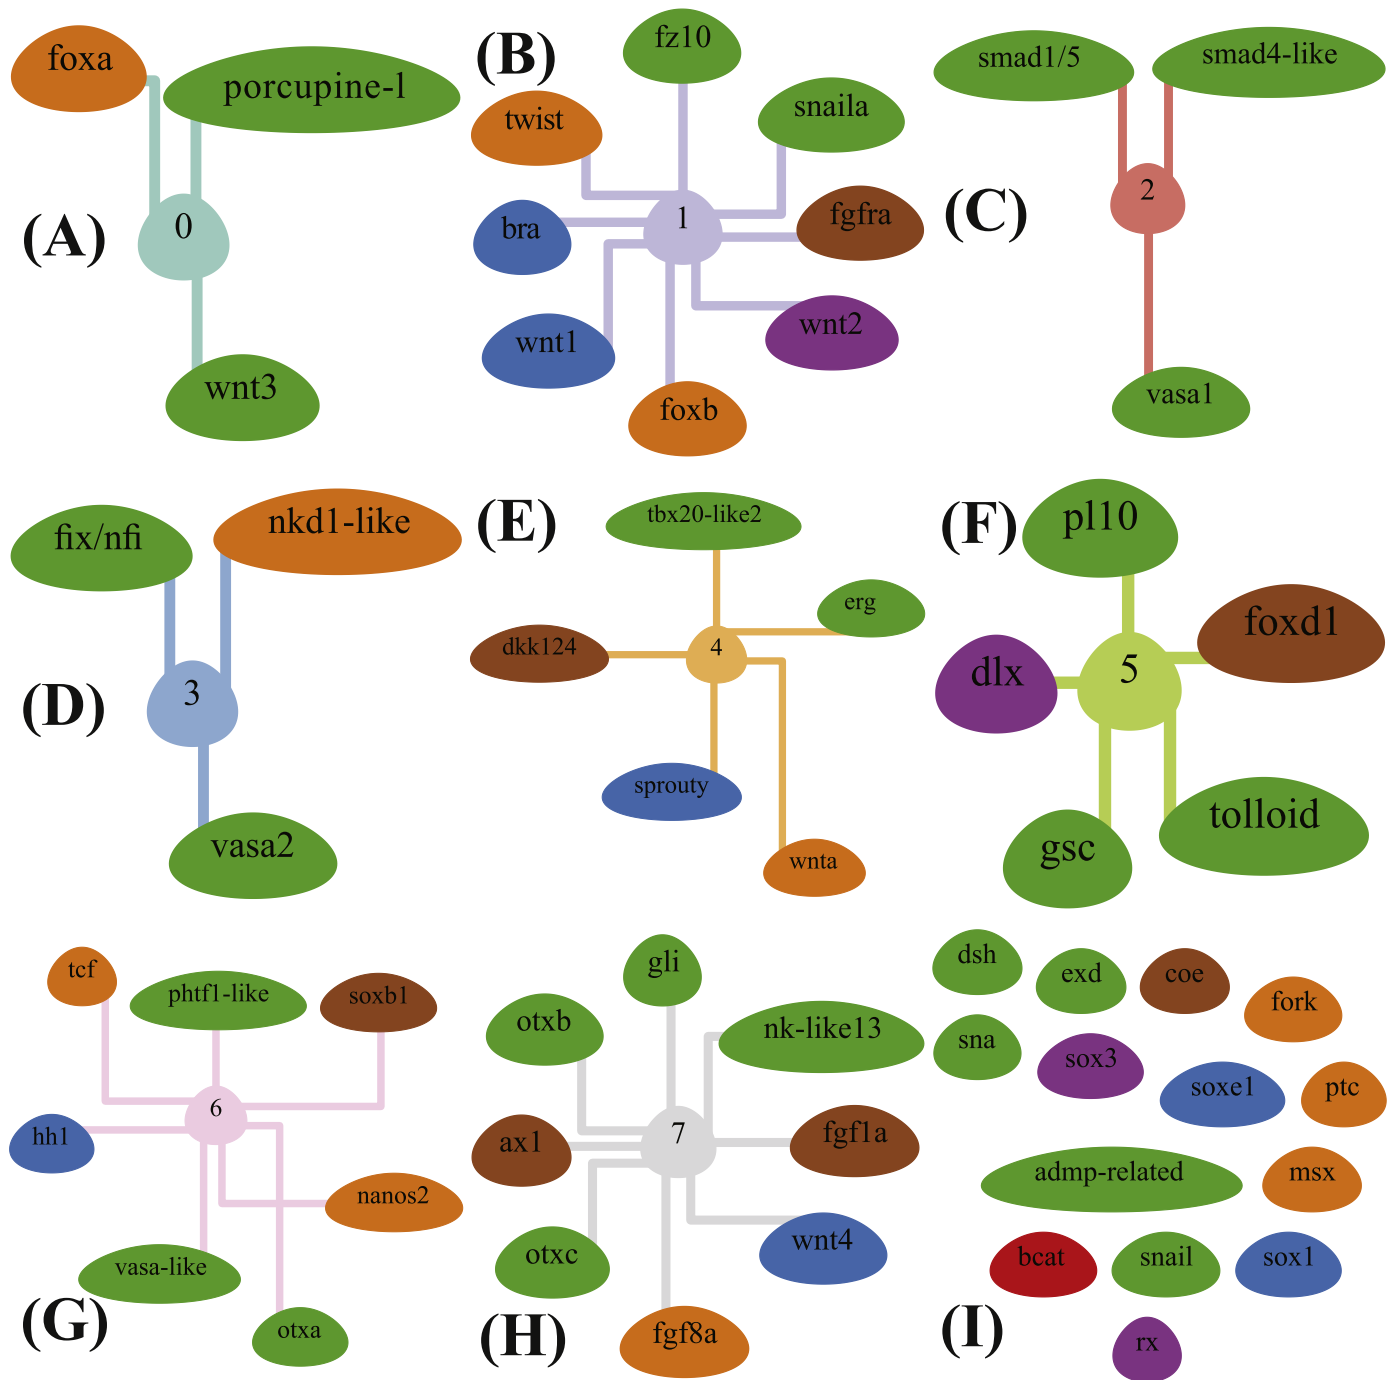 foxa
porcupine-l
0
(A)
wnt3
(B)
fz10
twist
snaila
bra
1
fgfra
wnt1
wnt2
foxb
smad1/5
smad4-like
2
(C)
vasa1
fix/nfi
nkd1-like
3
(D)
vasa2
(E)
tbx20-like2
erg
dkk124
4
sprouty
wnta
(F)
pl10
foxd1
dlx
5
tolloid
gsc
tcf
phtf1-like
soxb1
6
hh1
nanos2
vasa-like
(G)
otxa
gli
otxb
nk-like13
ax1
7
fgf1a
otxc
wnt4
(H)
fgf8a
dsh
exd
coe
fork
sna
sox3
soxe1
ptc
admp-related
msx
bcat
snail
sox1
(I)
rx